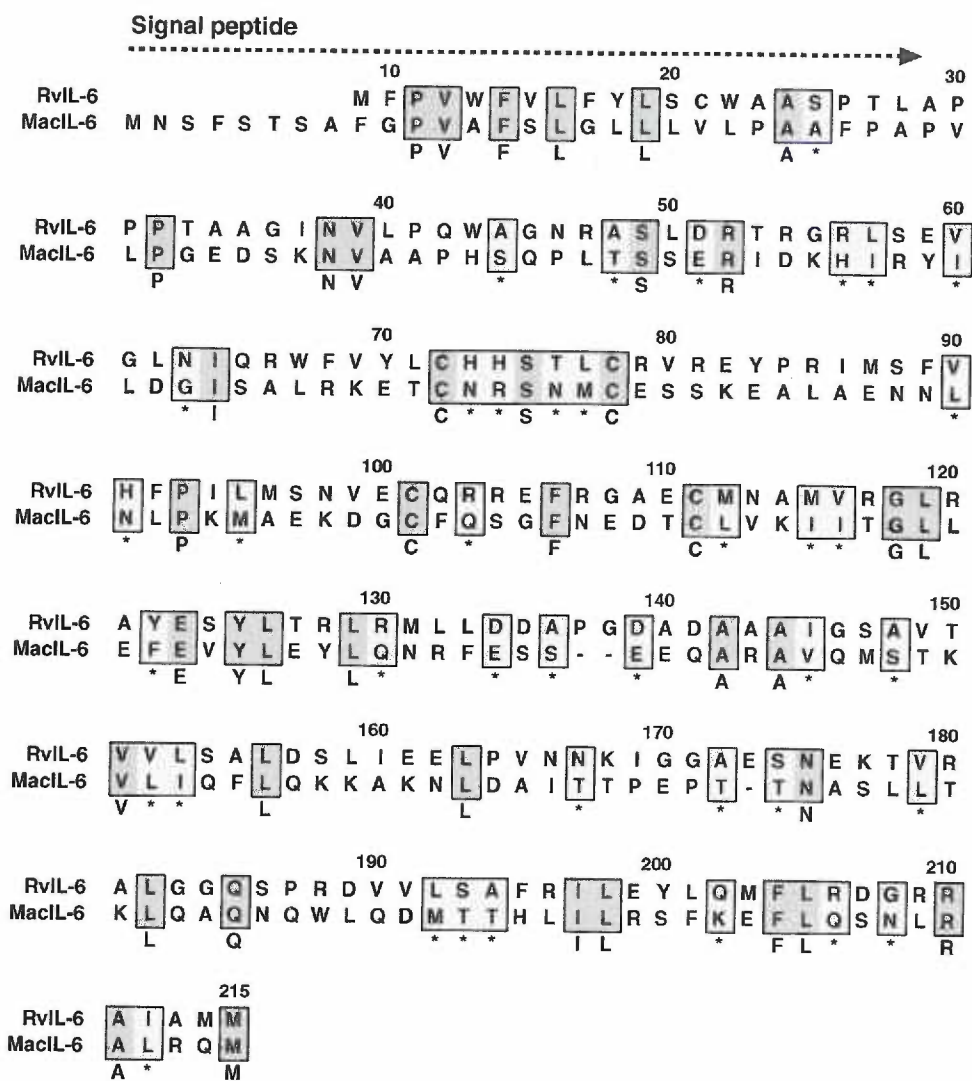 Signal peptide
10 20 30
RvIL-6 M F P V W F V L F Y L S C W A A S P T L A P
MacIL-6 M N S F S T S A F G P V A F S L G L L L V L P A A F P A P V
P V F L L A *
40 50 60
RvIL-6 P P T A A G I N V L P Q W A G N R A S L D R T R G R L S E V
MacIL-6 L P G E D S K N V A A P H S Q P L T S S E R I D K H I R Y I
P N V * * S * R * * *
70 80 90
RvIL-6 G L N I Q R W F V Y L C H H S T L C R V R E Y P R I M S F V
MacIL-6 L D G I S A L R K E T C N R S N M C E S S K E A L A E N N L
* I C * * S * * C *
100 110 120
RvIL-6 H F P I L M S N V E C Q R R E F R G A E C M N A M V R G L R
MacIL-6 N L P K M A E K D G C F Q S G F N E D T C L V K I I T G L L
* P * C * F C * * * G L
130 140 150
RvIL-6 A Y E S Y L T R L R M L L D D A P G D A D A A A I G S A V T
MacIL-6 E F E V Y L E Y L Q N R F E S S - - E E Q A R A V Q M S T K
* E Y L L * * * * A A * *
160 170 180
RvIL-6 V V L S A L D S L I E E L P V N N K I G G A E S N E K T V R
MacIL-6 V L I Q F L Q K K A K N L D A I T T P E P T - T N A S L L T
V * * L L * * * N *
190 200 210
RvIL-6 A L G G Q S P R D V V L S A F R I L E Y L Q M F L R D G R R
MacIL-6 K L Q A Q N Q W L Q D M T T H L I L R S F K E F L Q S N L R
L Q * * * I L * F L * * R
215
RvIL-6 A I A M M
MacIL-6 A L R Q M
A * M